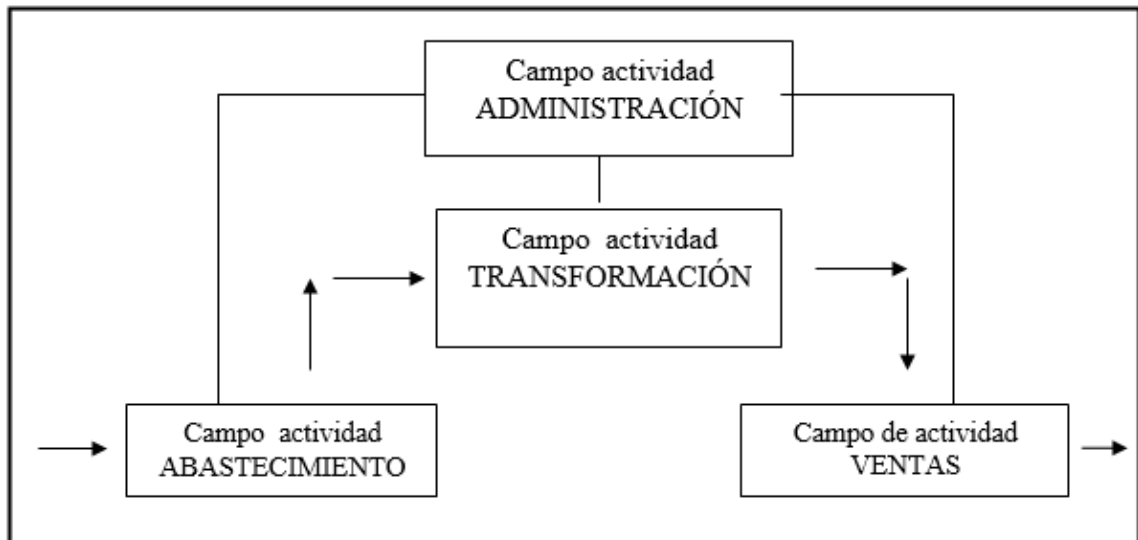 Campo actividad
ADMINISTRACIÓN
Campo actividad
TRANSFORMACIÓN
Campo actividad
ABASTECIMIENTO
Campo de actividad
VENTAS